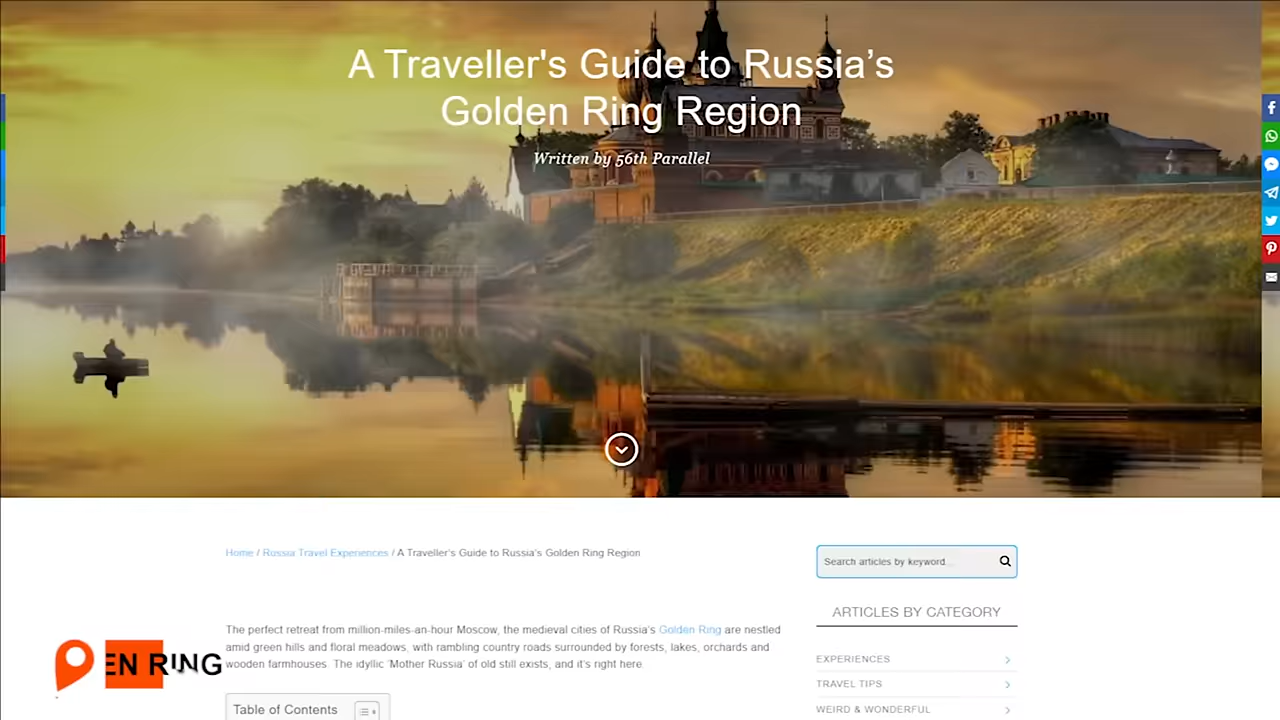 A Traveller's Guide to Russia’s
Golden Ring Region
Written by 56th Parallel
Home / Russia Travel Experiences / A Traveller's Guide to Russia's Golden Ring Region
Search articles by keyword...
ARTICLES BY CATEGORY
The perfect retreat from million-miles-an-hour Moscow, the medieval cities of Russia's Golden Ring are nestled
amid green hills and floral meadows, with rambling country roads surrounded by forests, lakes, orchards and
wooden farmhouses. The idyllic 'Mother Russia' of old still exists, and it's right here.
EXPERIENCES
TRAVEL TIPS
WEIRD & WONDERFUL
EN RING
Table of Contents